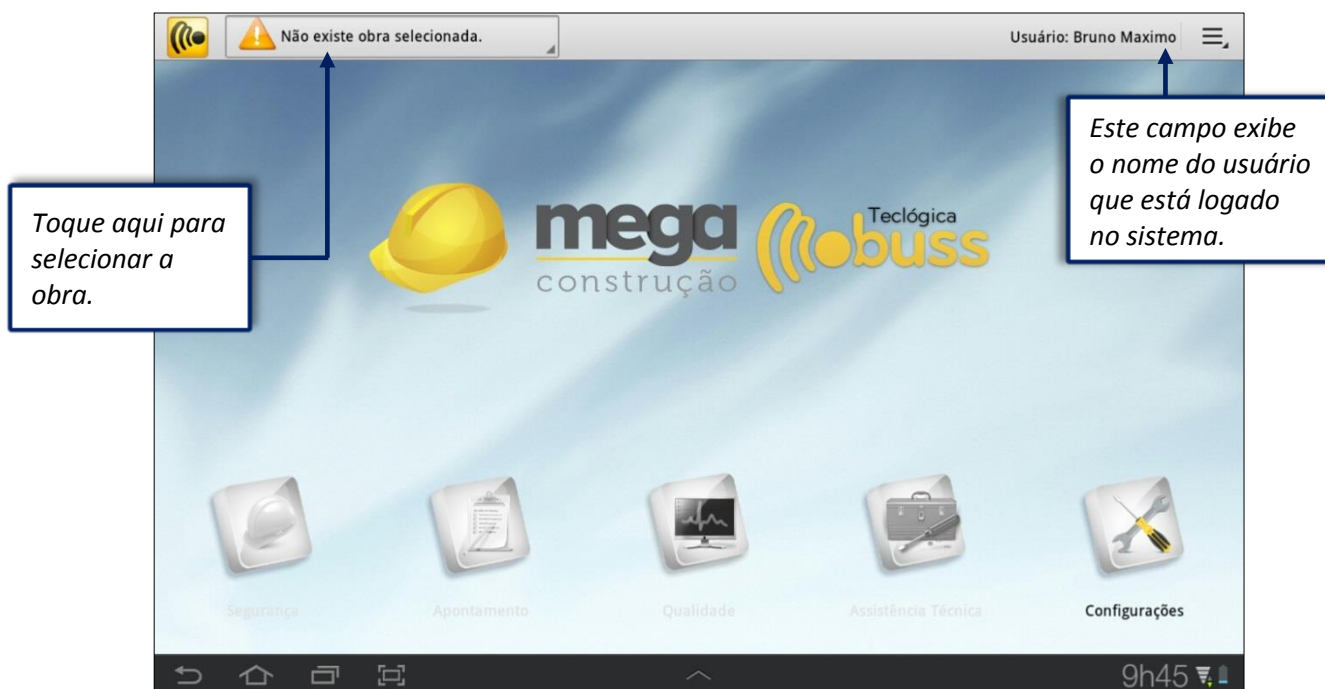 Não existe obra selecionada.
Usuário: Bruno Maximo
Este campo exibe
o nome do usuário
que está logado
no sistema.
Toque aqui para
selecionar a
obra.
mega
construção
Teclógica
mobuss
Segurança
Apontamento
Qualidade
Assistência Técnica
Configurações
9h45